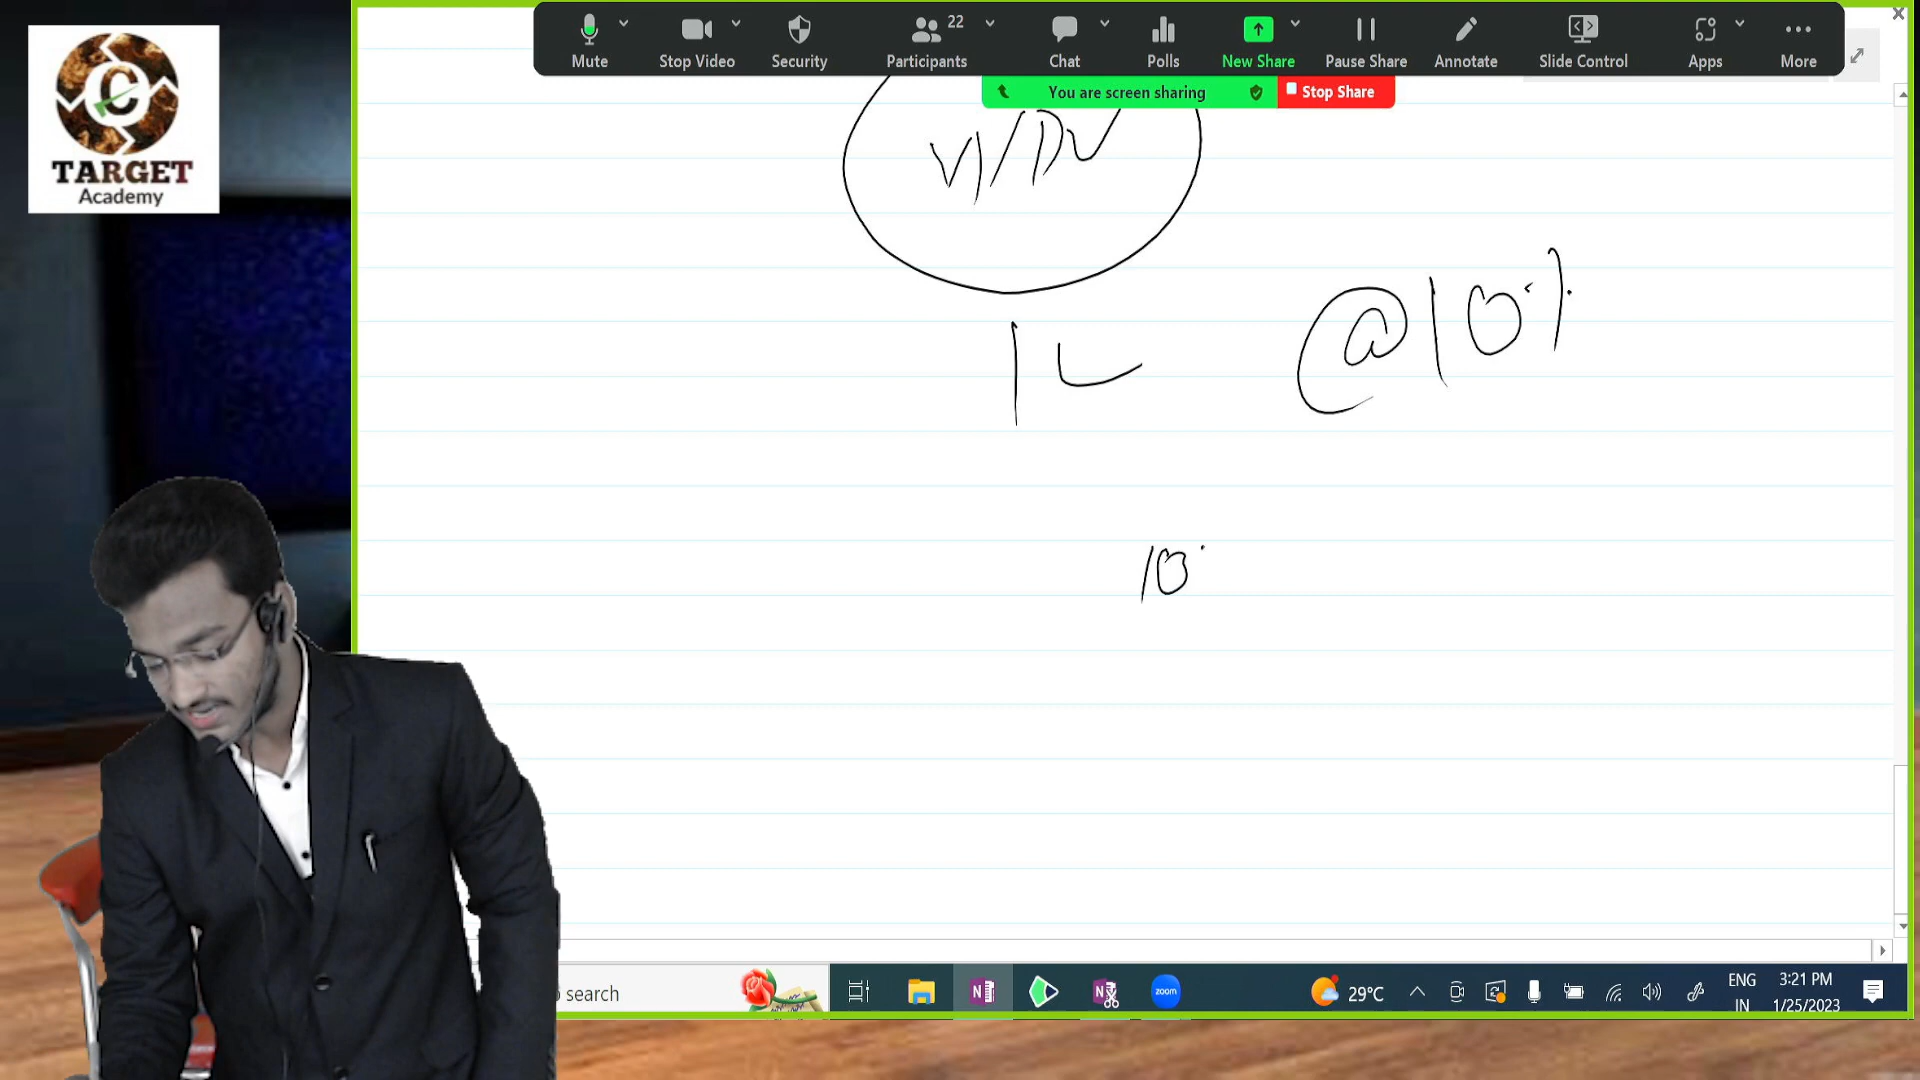 Mute
Stop Video
Security
Participants
22
Chat
Polls
New Share
Pause Share
Annotate
Slide Control
Apps
More
You are screen sharing
Stop Share
C
TARGET
Academy
1L
@10%
10
search
zoom
29°C
ENG
IN
3:21 PM
1/25/2023